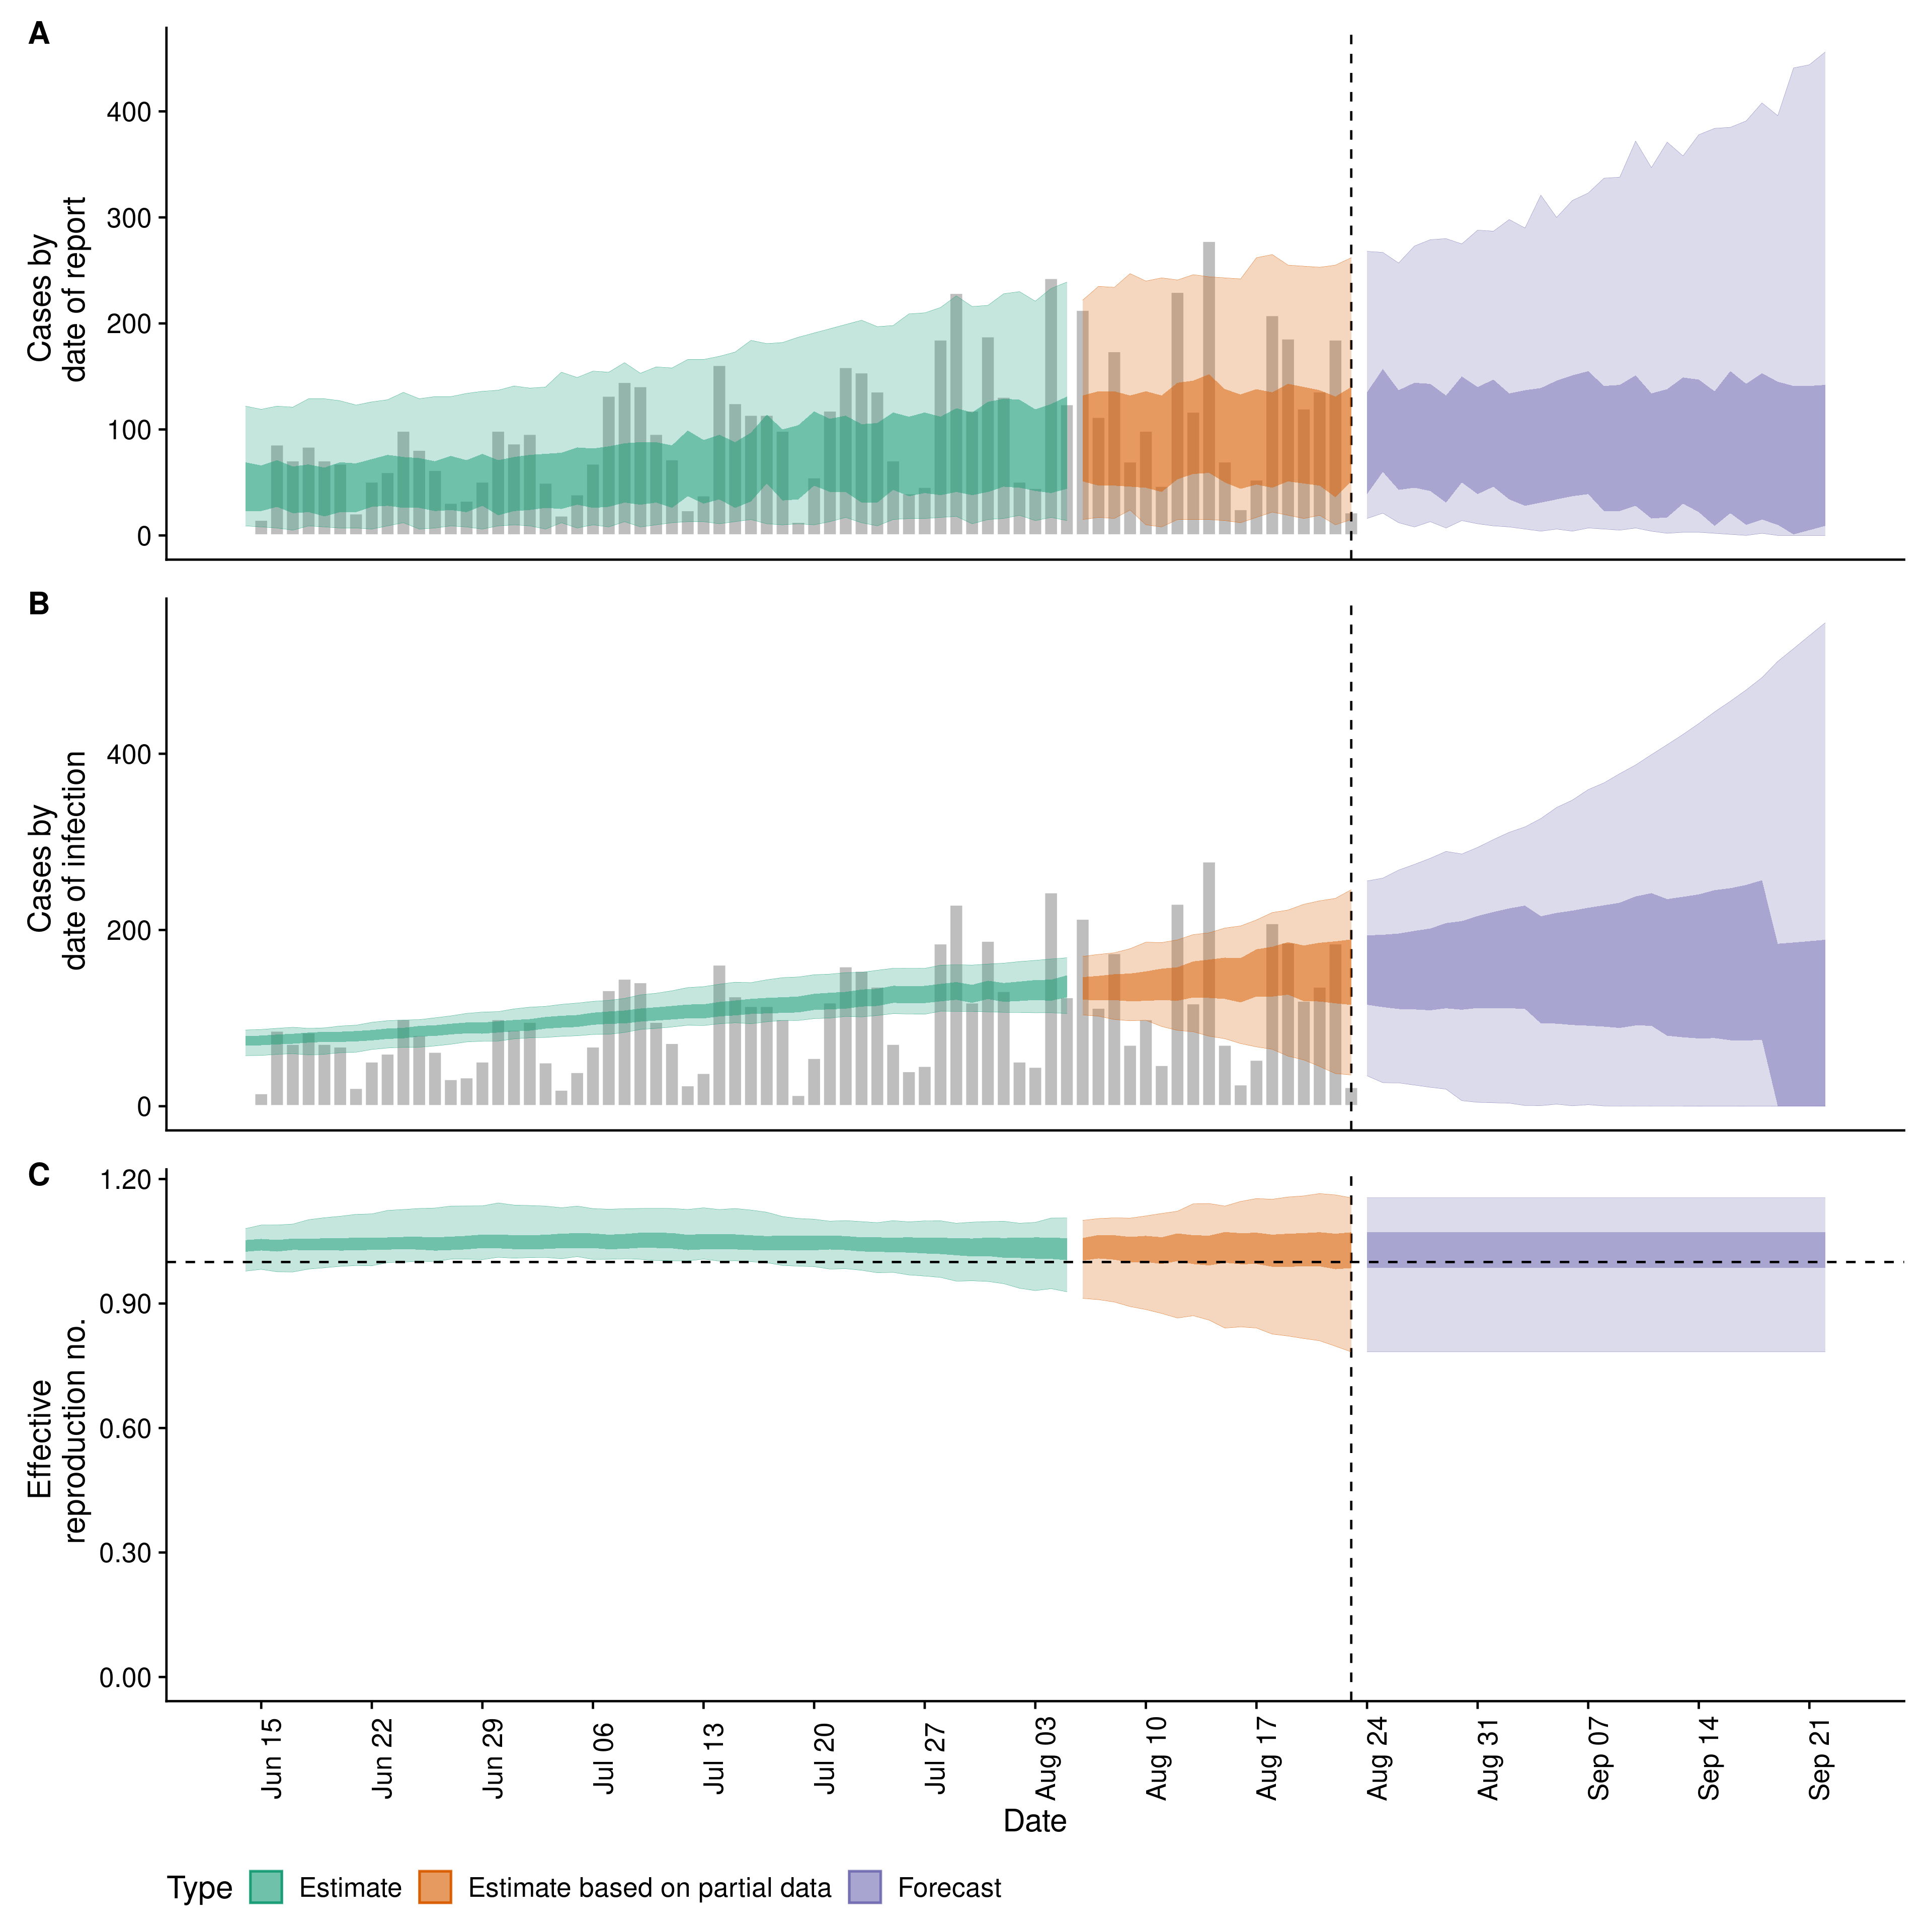 A
Cases by
date of report
400
300
200
100
0
B
Cases by
date of infection
400
200
0
C
Effective
reproduction no.
1.20
0.90
0.60
0.30
0.00
Jun 15
Jun 22
Jun 29
Jul 06
Jul 13
Jul 20
Jul 27
Aug 03
Aug 10
Aug 17
Aug 24
Aug 31
Sep 07
Sep 14
Sep 21
Date
Type Estimate Estimate based on partial data Forecast